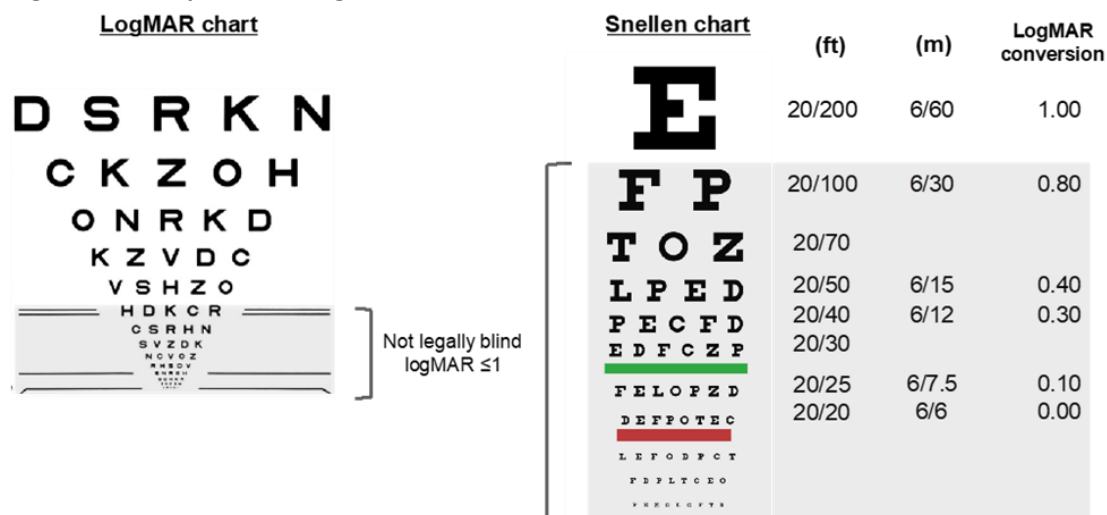 LogMAR chart
D S R K N
C K Z O H
O N R K D
K Z V D C
V S H Z O
H D K C R
C S R H N
S V Z D K
N C V O Z
R H S D V
Not legally blind
logMAR ≤1
Snellen chart
(ft) (m) LogMAR conversion
E 20/200 6/60 1.00
F P 20/100 6/30 0.80
T O Z 20/70
L P E D 20/50 6/15 0.40
P E C F D 20/40 6/12 0.30
E D F C Z P 20/30
F E L O P Z D 20/25 6/7.5 0.10
D E F P O T E C 20/20 6/6 0.00
L E F O D P C T
F D P L T C E O